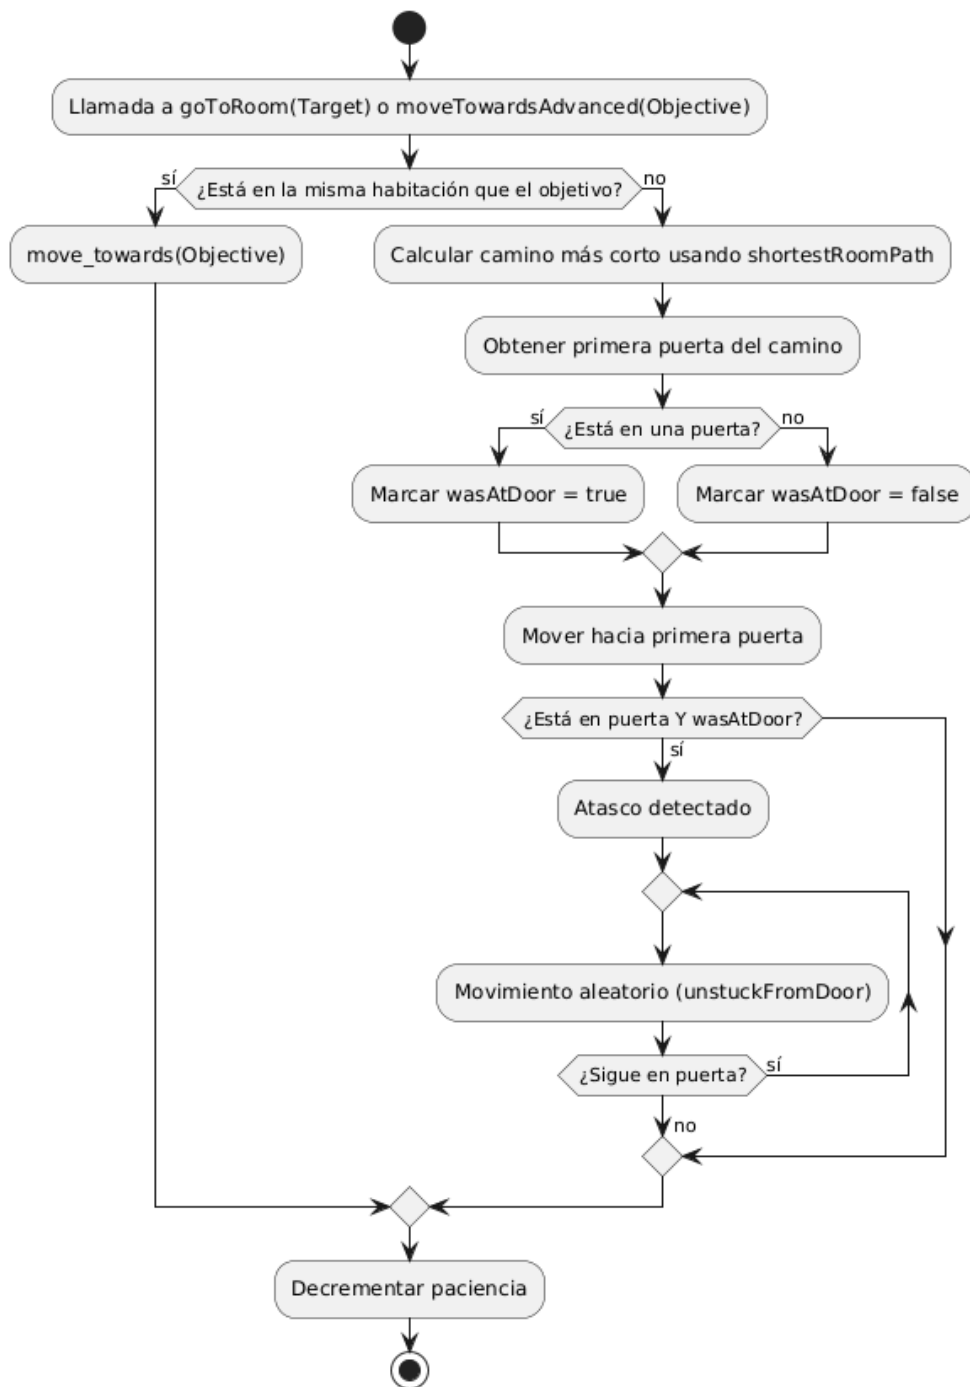 Llamada a goToRoom(Target) o moveTowardsAdvanced(Objective)
sí
¿Está en la misma habitación que el objetivo?
no
move_towards(Objective)
Calcular camino más corto usando shortestRoomPath
Obtener primera puerta del camino
sí
¿Está en una puerta?
no
Marcar wasAtDoor = true
Marcar wasAtDoor = false
Mover hacia primera puerta
¿Está en puerta Y wasAtDoor?
sí
Atasco detectado
Movimiento aleatorio (unstuckFromDoor)
¿Sigue en puerta?
sí
no
Decrementar paciencia